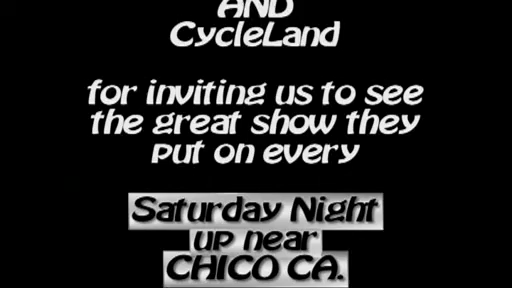 AND
CycleLand
for inviting us to see
the great show they
put on every
Saturday Night
up near
CHICO CA.